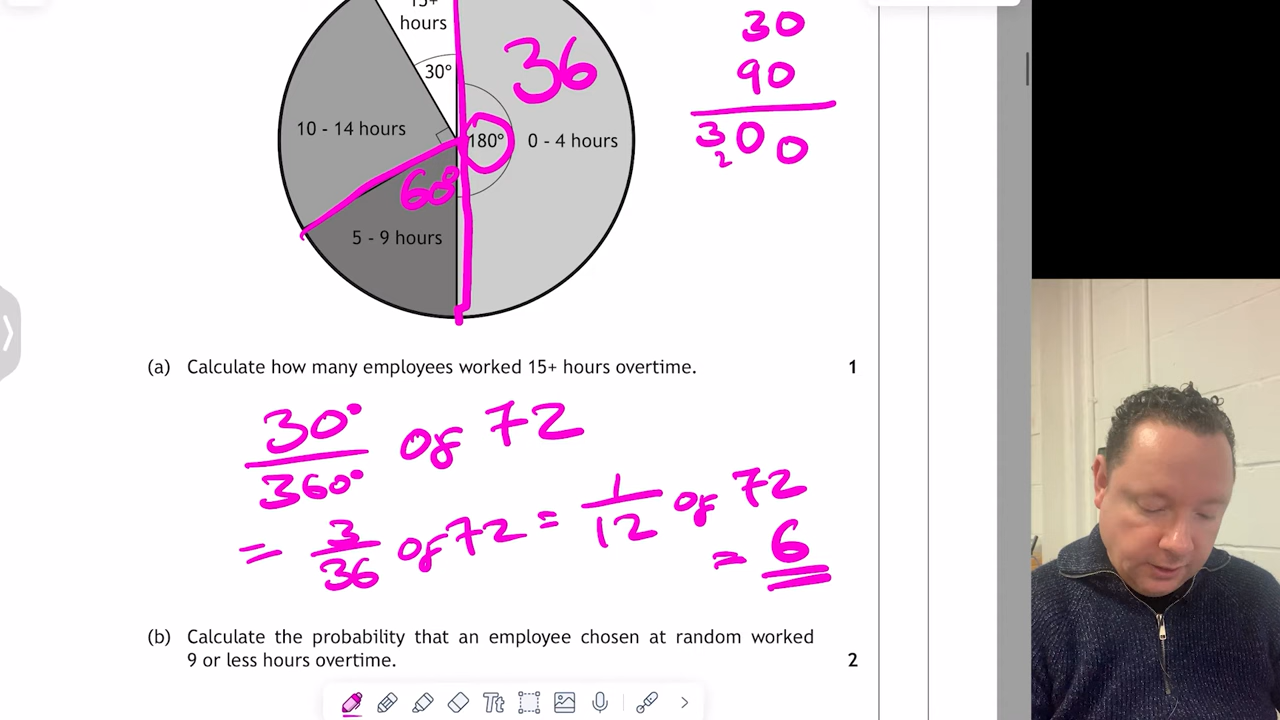 15+
hours
30°
36
10 - 14 hours
180°
0 - 4 hours
60°
5 - 9 hours
30
90
300
2
(a) Calculate how many employees worked 15+ hours overtime. 1
30°/360° of 72
= 3/36 of 72 = 1/12 of 72
= 6
(b) Calculate the probability that an employee chosen at random worked
9 or less hours overtime. 2
Tt